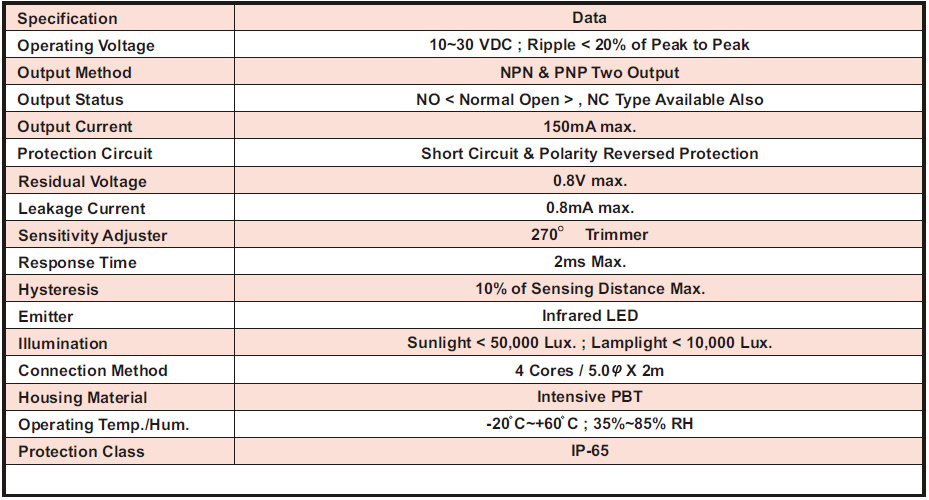 Specification Data
Operating Voltage 10~30 VDC ; Ripple < 20% of Peak to Peak
Output Method NPN & PNP Two Output
Output Status NO < Normal Open > , NC Type Available Also
Output Current 150mA max.
Protection Circuit Short Circuit & Polarity Reversed Protection
Residual Voltage 0.8V max.
Leakage Current 0.8mA max.
Sensitivity Adjuster 270° Trimmer
Response Time 2ms Max.
Hysteresis 10% of Sensing Distance Max.
Emitter Infrared LED
Illumination Sunlight < 50,000 Lux. ; Lamplight < 10,000 Lux.
Connection Method 4 Cores / 5.0φ X 2m
Housing Material Intensive PBT
Operating Temp./Hum. -20°C~+60°C ; 35%~85% RH
Protection Class IP-65